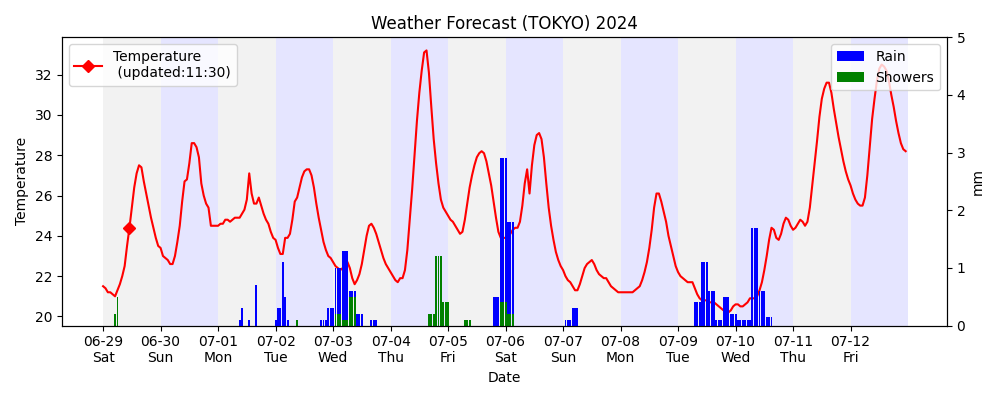 Weather Forecast (TOKYO) 2024
Temperature
(updated:11:30)
Rain
Showers
Temperature
32
30
28
26
24
22
20
5
4
3
2
1
0
mm
06-29 06-30 07-01 07-02 07-03 07-04 07-05 07-06 07-07 07-08 07-09 07-10 07-11 07-12
Sat Sun Mon Tue Wed Thu Fri Sat Sun Mon Tue Wed Thu Fri
Date